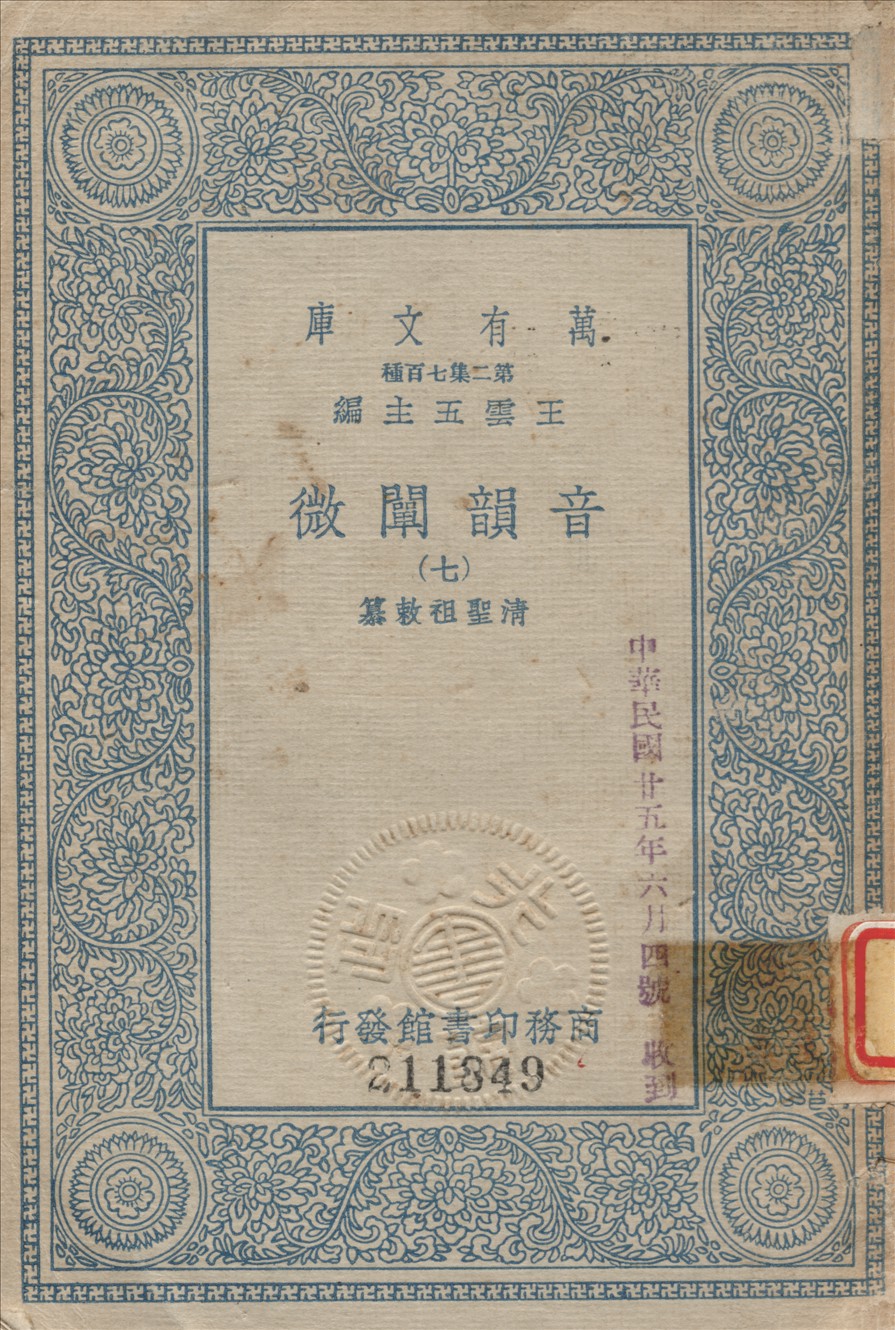 萬有文庫
第二集七百種
王雲五主編
音韻闡微
(七)
清聖祖敕纂
商務印書館發行
211849
中華民國廿五年六月四號 收到